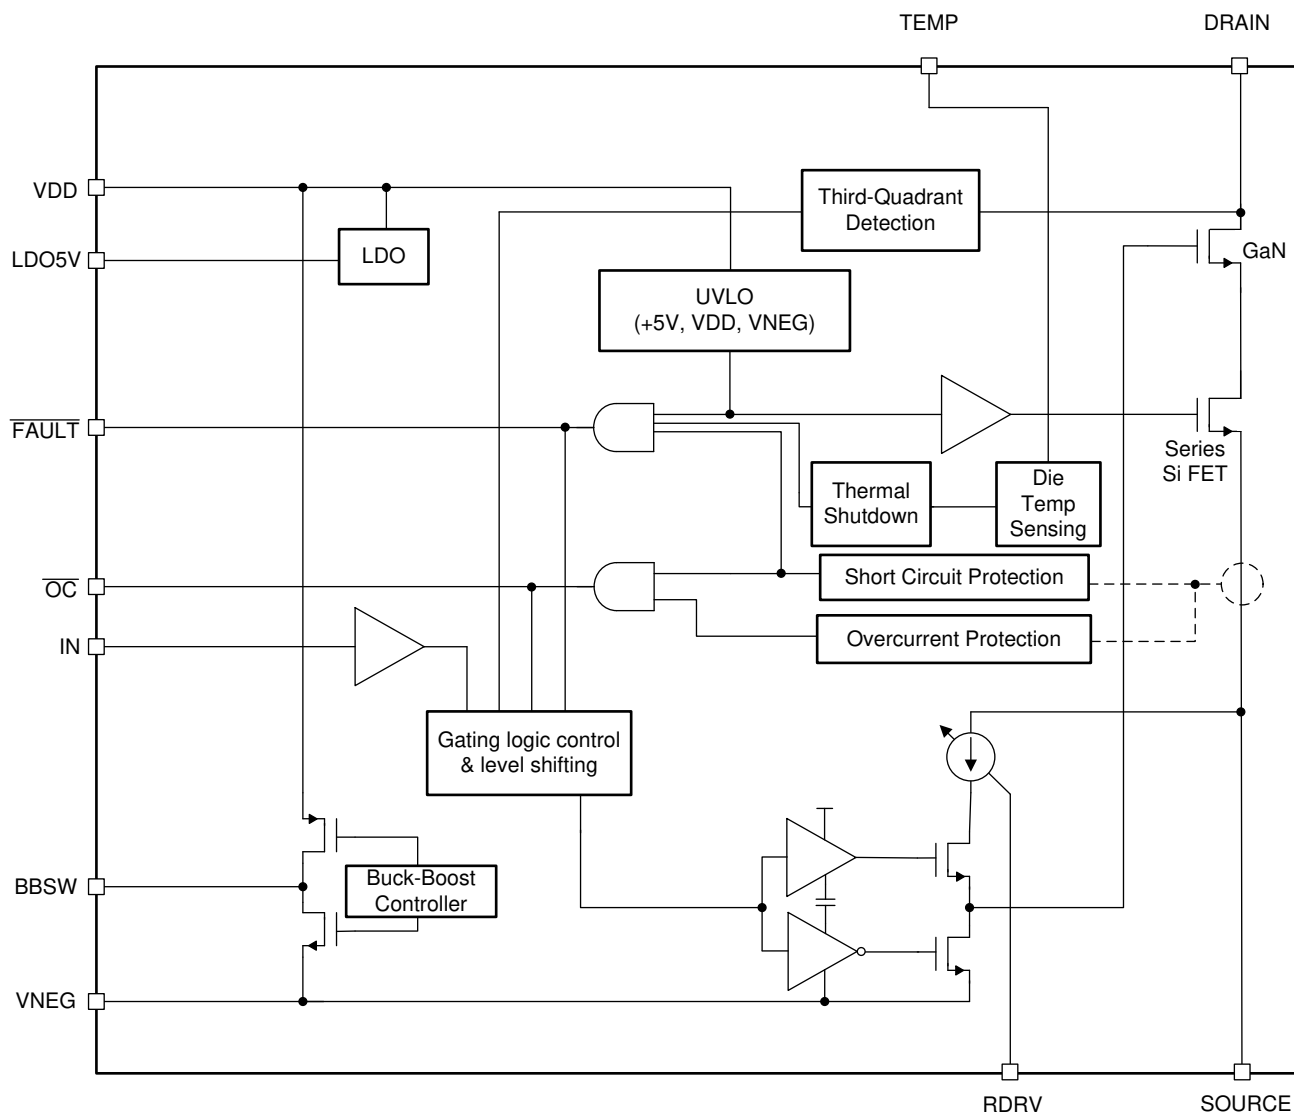 TEMP
DRAIN
VDD
Third-Quadrant
Detection
LDO5V
LDO
GaN
UVLO
(+5V, VDD, VNEG)
FAULT
Series
Si FET
Thermal
Shutdown
Die
Temp
Sensing
OC
Short Circuit Protection
IN
Overcurrent Protection
Gating logic control
& level shifting
BBSW
Buck-Boost
Controller
VNEG
RDRV
SOURCE